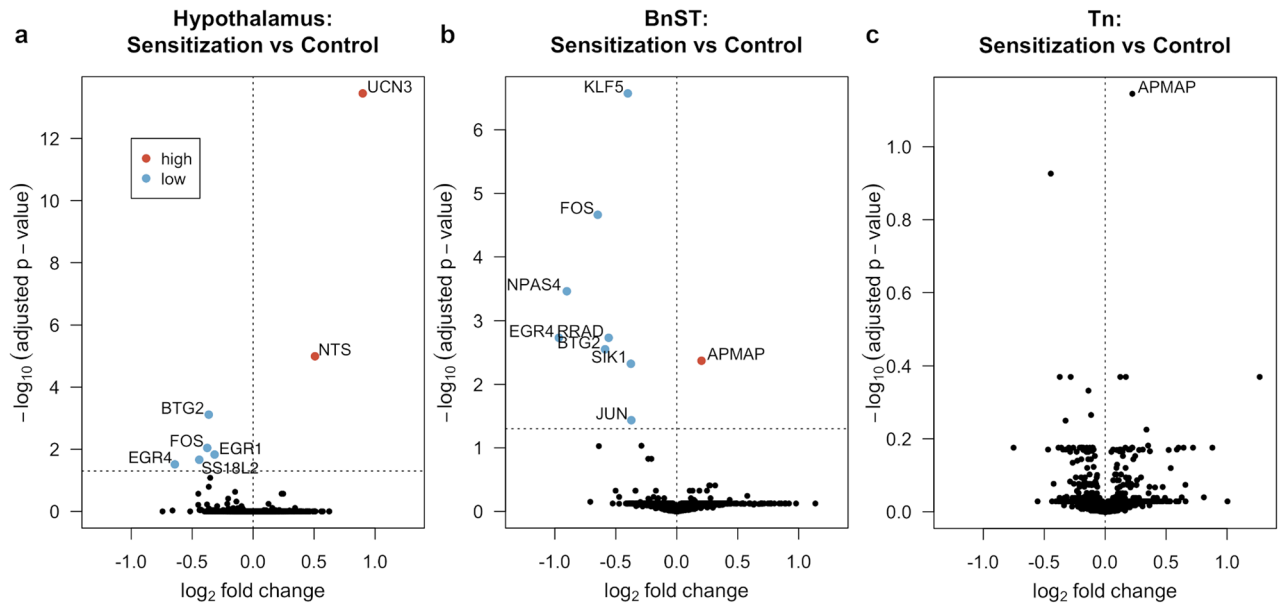 a
Hypothalamus:
Sensitization vs Control
UCN3
high
low
NTS
BTG2
FOS
EGR1
EGR4
SS18L2
12
10
8
6
4
2
0
-1.0 -0.5 0.0 0.5 1.0
−log10 (adjusted p − value)
log2 fold change
b
BnST:
Sensitization vs Control
KLF5
FOS
NPAS4
EGR4 RRAD
BTG2
SIK1
APMAP
JUN
6
5
4
3
2
1
0
-1.0 -0.5 0.0 0.5 1.0
−log10 (adjusted p − value)
log2 fold change
c
Tn:
Sensitization vs Control
APMAP
1.0
0.8
0.6
0.4
0.2
0.0
-1.0 -0.5 0.0 0.5 1.0
−log10 (adjusted p − value)
log2 fold change